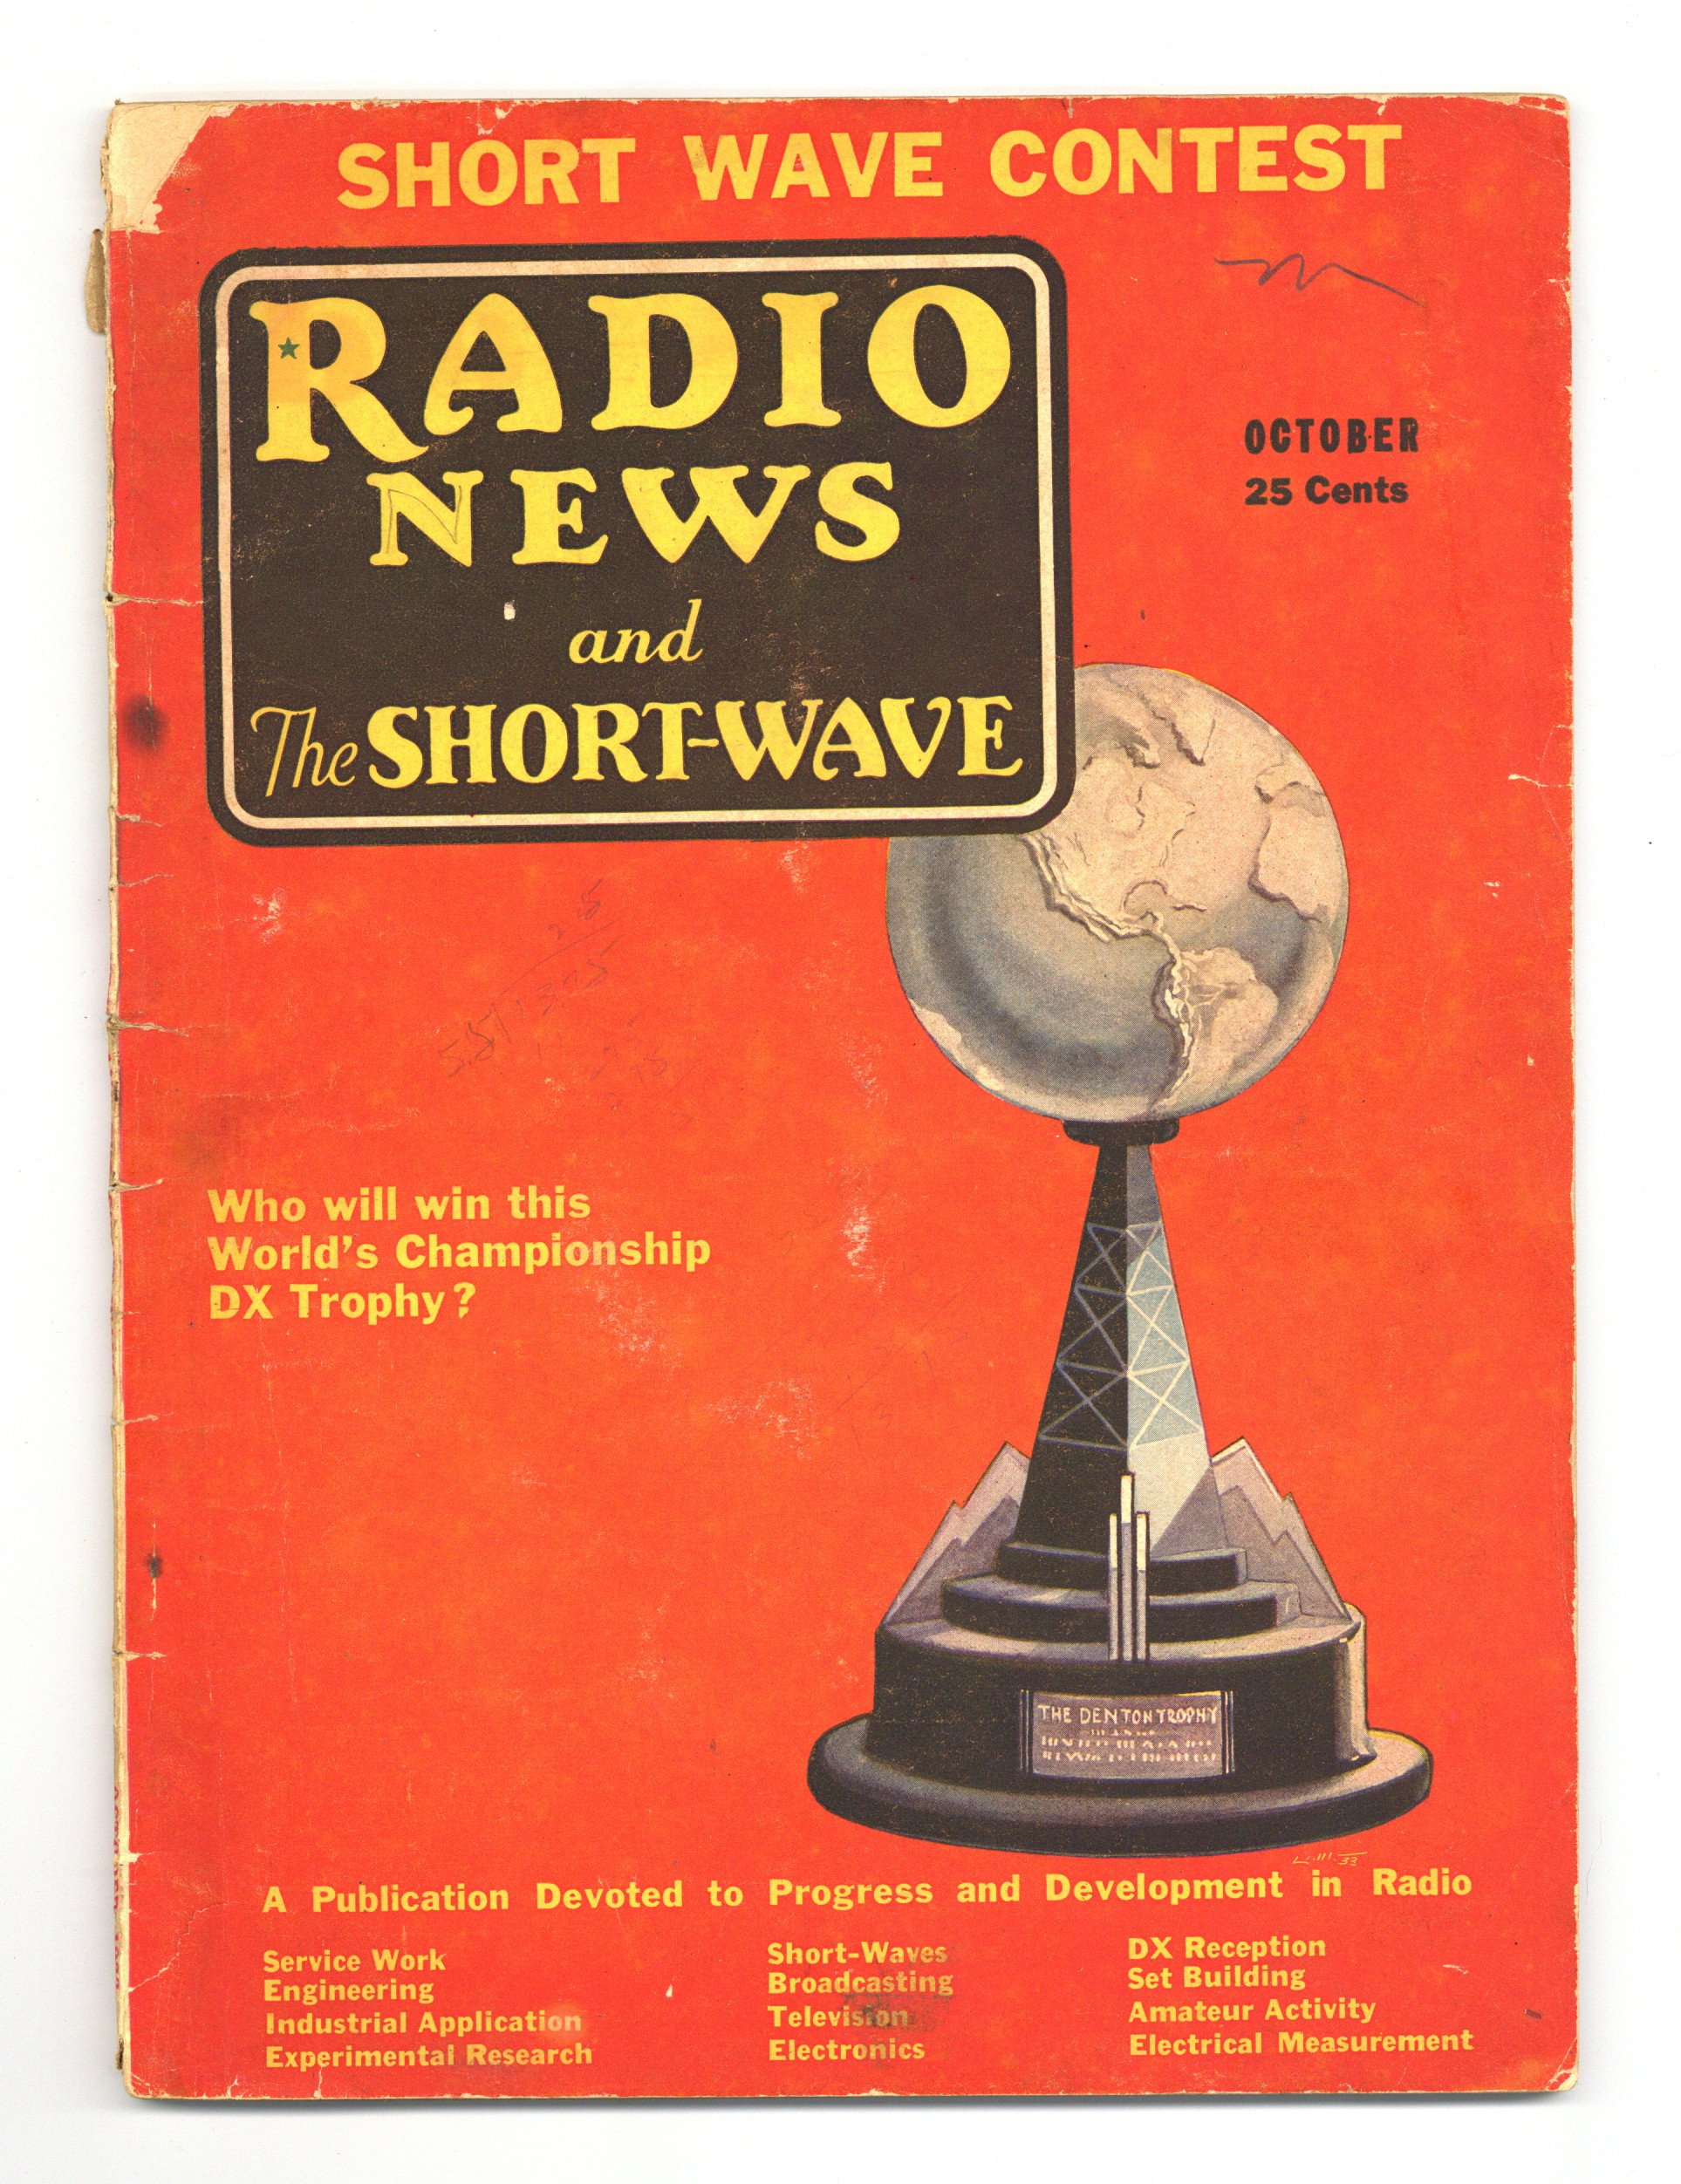 SHORT WAVE CONTEST
RADIO
NEWS
and
The SHORT-WAVE
OCTOBER
25 Cents
Who will win this
World's Championship
DX Trophy?
THE DENTON TROPHY
33
A Publication Devoted to Progress and Development in Radio
Service Work
Engineering
Industrial Application
Experimental Research
Short-Waves
Broadcasting
Television
Electronics
DX Reception
Set Building
Amateur Activity
Electrical Measurement